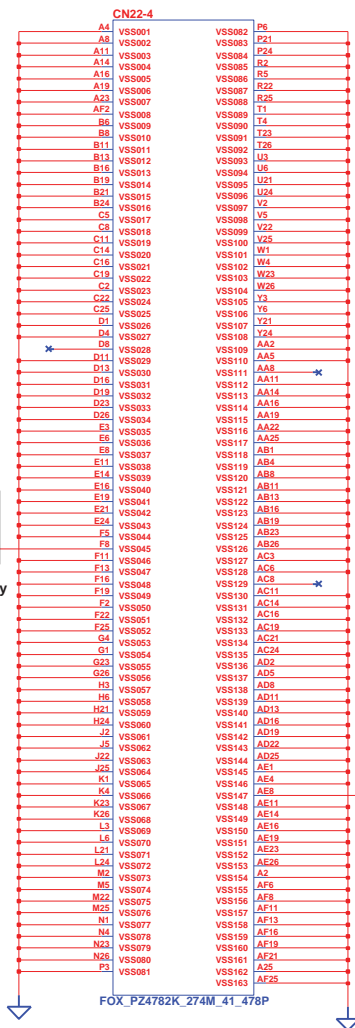 CN22-4
A4 VSS001 VSS082 P6
A8 VSS002 VSS083 P21
A11 VSS003 VSS084 P24
A14 VSS004 VSS085 R2
A16 VSS005 VSS086 R5
A19 VSS006 VSS087 R22
A23 VSS007 VSS088 R25
AF2 VSS008 VSS089 T1
B6 VSS009 VSS090 T4
B8 VSS010 VSS091 T23
B11 VSS011 VSS092 T26
B13 VSS012 VSS093 U3
B16 VSS013 VSS094 U6
B19 VSS014 VSS095 U21
B21 VSS015 VSS096 U24
B24 VSS016 VSS097 V2
C5 VSS017 VSS098 V5
C8 VSS018 VSS099 V22
C11 VSS019 VSS100 V25
C14 VSS020 VSS101 W1
C16 VSS021 VSS102 W4
C19 VSS022 VSS103 W23
C2 VSS023 VSS104 W26
C22 VSS024 VSS105 Y3
C25 VSS025 VSS106 Y6
D1 VSS026 VSS107 Y21
D4 VSS027 VSS108 Y24
D8 VSS028 VSS109 AA2
D11 VSS029 VSS110 AA5
D13 VSS030 VSS111 AA8
D16 VSS031 VSS112 AA11
D19 VSS032 VSS113 AA14
D23 VSS033 VSS114 AA16
D26 VSS034 VSS115 AA19
E3 VSS035 VSS116 AA22
E6 VSS036 VSS117 AA25
E8 VSS037 VSS118 AB1
E11 VSS038 VSS119 AB4
E14 VSS039 VSS120 AB8
E16 VSS040 VSS121 AB11
E19 VSS041 VSS122 AB13
E21 VSS042 VSS123 AB16
E24 VSS043 VSS124 AB19
F5 VSS044 VSS125 AB23
F8 VSS045 VSS126 AB26
F11 VSS046 VSS127 AC3
F13 VSS047 VSS128 AC6
F16 VSS048 VSS129 AC8
y
F19 VSS049 VSS130 AC11
F2 VSS050 VSS131 AC14
F22 VSS051 VSS132 AC16
F25 VSS052 VSS133 AC19
G4 VSS053 VSS134 AC21
G1 VSS054 VSS135 AC24
G23 VSS055 VSS136 AD2
G26 VSS056 VSS137 AD5
H3 VSS057 VSS138 AD8
H6 VSS058 VSS139 AD11
H21 VSS059 VSS140 AD13
H24 VSS060 VSS141 AD16
J2 VSS061 VSS142 AD19
J5 VSS062 VSS143 AD22
J22 VSS063 VSS144 AD25
J25 VSS064 VSS145 AE1
K1 VSS065 VSS146 AE4
K4 VSS066 VSS147 AE8
K23 VSS067 VSS148 AE11
K26 VSS068 VSS149 AE14
L3 VSS069 VSS150 AE16
L6 VSS070 VSS151 AE19
L21 VSS071 VSS152 AE23
L24 VSS072 VSS153 AE26
M2 VSS073 VSS154 A2
M5 VSS074 VSS155 AF6
M22 VSS075 VSS156 AF8
M25 VSS076 VSS157 AF11
N1 VSS077 VSS158 AF13
N4 VSS078 VSS159 AF16
N23 VSS079 VSS160 AF19
N26 VSS080 VSS161 AF21
P3 VSS081 VSS162 A25
VSS163 AF25
FOX_PZ4782K_274M_41_478P